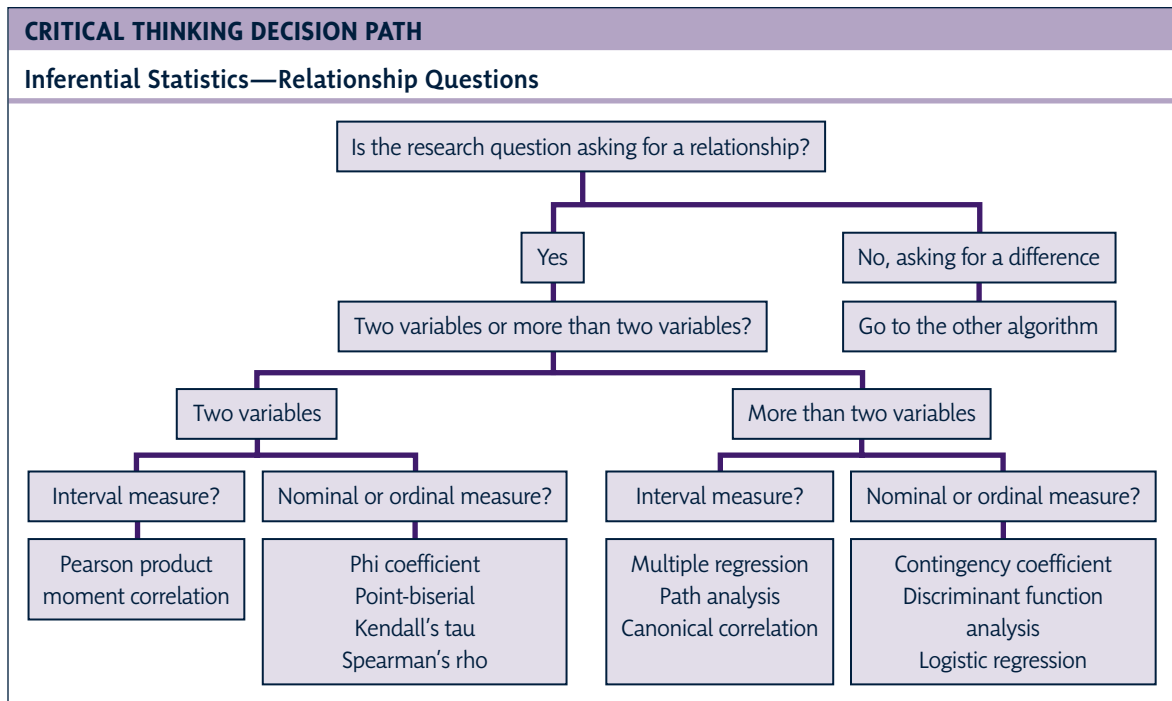 CRITICAL THINKING DECISION PATH
Inferential Statistics—Relationship Questions
Is the research question asking for a relationship?
Yes
No, asking for a difference
Two variables or more than two variables?
Go to the other algorithm
Two variables
More than two variables
Interval measure?
Nominal or ordinal measure?
Interval measure?
Nominal or ordinal measure?
Pearson product
moment correlation
Phi coefficient
Point-biserial
Kendall's tau
Spearman's rho
Multiple regression
Path analysis
Canonical correlation
Contingency coefficient
Discriminant function
analysis
Logistic regression